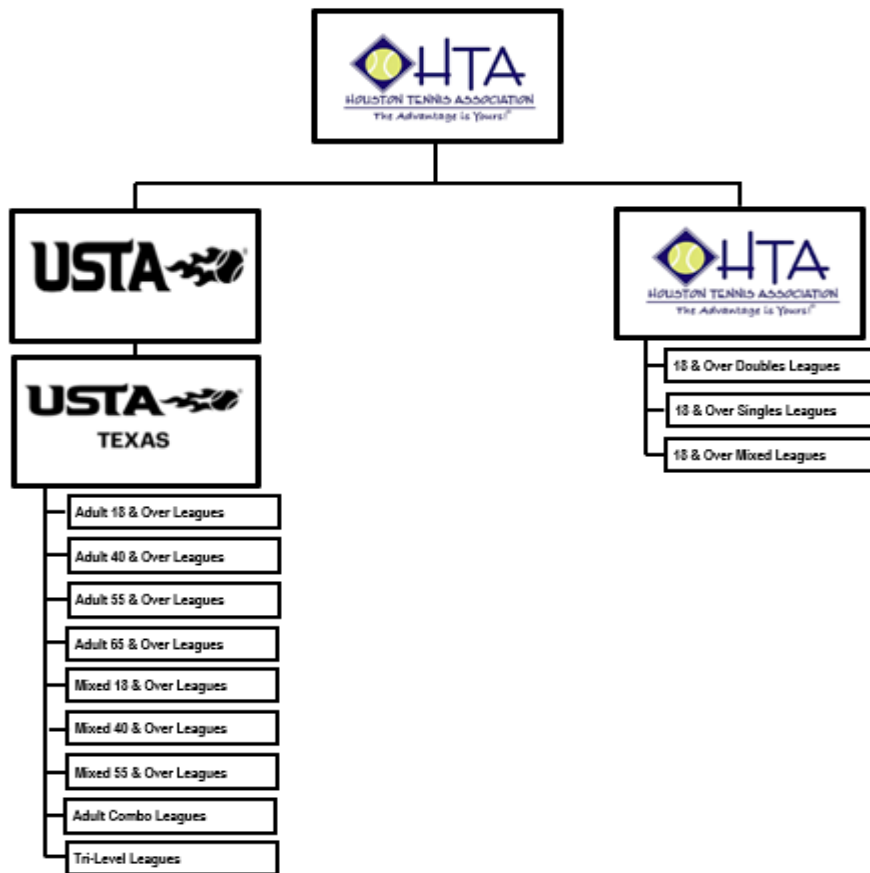 HTA
HOUSTON TENNIS ASSOCIATION
The Advantage is Yours!®
USTA®
USTA®
TEXAS
Adult 18 & Over Leagues
Adult 40 & Over Leagues
Adult 55 & Over Leagues
Adult 65 & Over Leagues
Mixed 18 & Over Leagues
Mixed 40 & Over Leagues
Mixed 55 & Over Leagues
Adult Combo Leagues
Tri-Level Leagues
HTA
HOUSTON TENNIS ASSOCIATION
The Advantage is Yours!®
18 & Over Doubles Leagues
18 & Over Singles Leagues
18 & Over Mixed Leagues